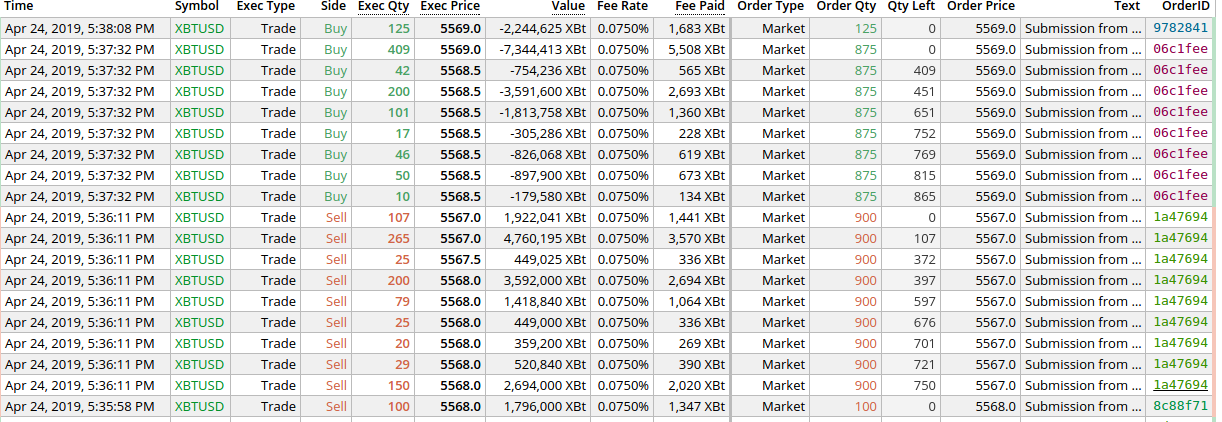 Time Symbol Exec Type Side Exec Qty Exec Price Value Fee Rate Fee Paid Order Type Order Qty Qty Left Order Price Text OrderID
Apr 24, 2019, 5:38:08 PM XBTUSD Trade Buy 125 5569.0 -2,244,625 XBt 0.0750% 1,683 XBt Market 125 0 5569.0 Submission from ... 9782841
Apr 24, 2019, 5:37:32 PM XBTUSD Trade Buy 409 5569.0 -7,344,413 XBt 0.0750% 5,508 XBt Market 875 0 5569.0 Submission from ... 06c1fee
Apr 24, 2019, 5:37:32 PM XBTUSD Trade Buy 42 5568.5 -754,236 XBt 0.0750% 565 XBt Market 875 409 5569.0 Submission from ... 06c1fee
Apr 24, 2019, 5:37:32 PM XBTUSD Trade Buy 200 5568.5 -3,591,600 XBt 0.0750% 2,693 XBt Market 875 451 5569.0 Submission from ... 06c1fee
Apr 24, 2019, 5:37:32 PM XBTUSD Trade Buy 101 5568.5 -1,813,758 XBt 0.0750% 1,360 XBt Market 875 651 5569.0 Submission from ... 06c1fee
Apr 24, 2019, 5:37:32 PM XBTUSD Trade Buy 17 5568.5 -305,286 XBt 0.0750% 228 XBt Market 875 752 5569.0 Submission from ... 06c1fee
Apr 24, 2019, 5:37:32 PM XBTUSD Trade Buy 46 5568.5 -826,068 XBt 0.0750% 619 XBt Market 875 769 5569.0 Submission from ... 06c1fee
Apr 24, 2019, 5:37:32 PM XBTUSD Trade Buy 50 5568.5 -897,900 XBt 0.0750% 673 XBt Market 875 815 5569.0 Submission from ... 06c1fee
Apr 24, 2019, 5:37:32 PM XBTUSD Trade Buy 10 5568.5 -179,580 XBt 0.0750% 134 XBt Market 875 865 5569.0 Submission from ... 06c1fee
Apr 24, 2019, 5:36:11 PM XBTUSD Trade Sell 107 5567.0 1,922,041 XBt 0.0750% 1,441 XBt Market 900 0 5567.0 Submission from ... 1a47694
Apr 24, 2019, 5:36:11 PM XBTUSD Trade Sell 265 5567.0 4,760,195 XBt 0.0750% 3,570 XBt Market 900 107 5567.0 Submission from ... 1a47694
Apr 24, 2019, 5:36:11 PM XBTUSD Trade Sell 25 5567.5 449,025 XBt 0.0750% 336 XBt Market 900 372 5567.0 Submission from ... 1a47694
Apr 24, 2019, 5:36:11 PM XBTUSD Trade Sell 200 5568.0 3,592,000 XBt 0.0750% 2,694 XBt Market 900 397 5567.0 Submission from ... 1a47694
Apr 24, 2019, 5:36:11 PM XBTUSD Trade Sell 79 5568.0 1,418,840 XBt 0.0750% 1,064 XBt Market 900 597 5567.0 Submission from ... 1a47694
Apr 24, 2019, 5:36:11 PM XBTUSD Trade Sell 25 5568.0 449,000 XBt 0.0750% 336 XBt Market 900 676 5567.0 Submission from ... 1a47694
Apr 24, 2019, 5:36:11 PM XBTUSD Trade Sell 20 5568.0 359,200 XBt 0.0750% 269 XBt Market 900 701 5567.0 Submission from ... 1a47694
Apr 24, 2019, 5:36:11 PM XBTUSD Trade Sell 29 5568.0 520,840 XBt 0.0750% 390 XBt Market 900 721 5567.0 Submission from ... 1a47694
Apr 24, 2019, 5:36:11 PM XBTUSD Trade Sell 150 5568.0 2,694,000 XBt 0.0750% 2,020 XBt Market 900 750 5567.0 Submission from ... 1a47694
Apr 24, 2019, 5:35:58 PM XBTUSD Trade Sell 100 5568.0 1,796,000 XBt 0.0750% 1,347 XBt Market 100 0 5568.0 Submission from ... 8c88f71